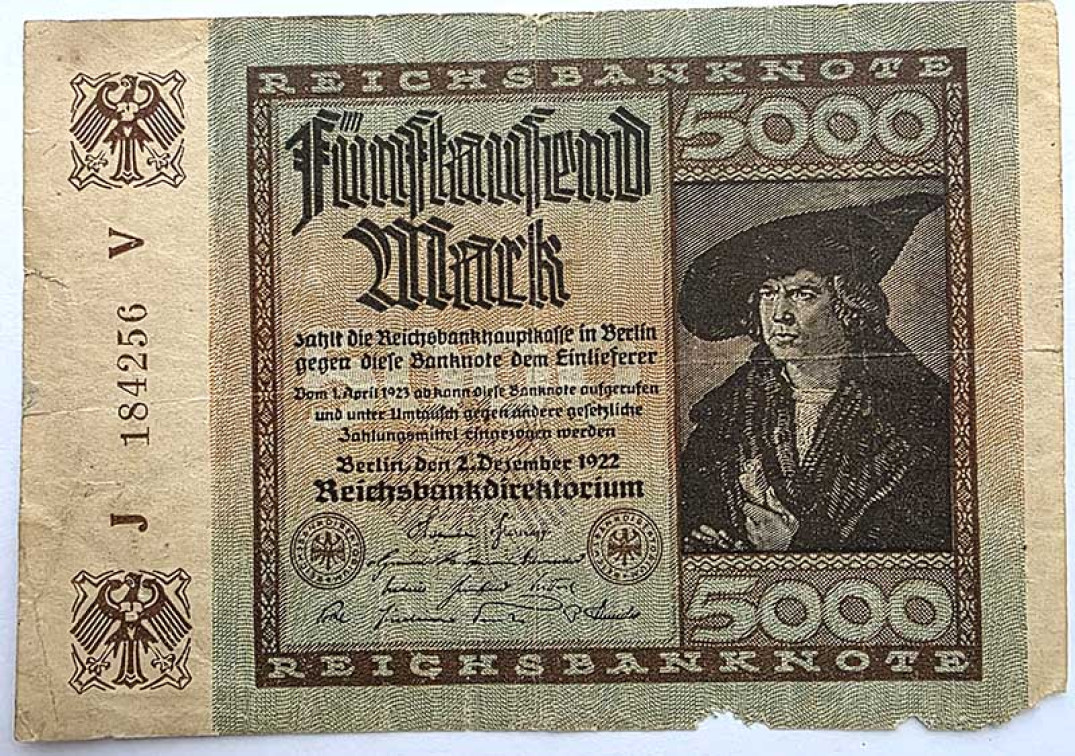 REICHSBANKNOTE
5000
Fünftausend
Mark
zahlt die Reichsbankhauptkasse in Berlin
gegen diese Banknote dem Einlieferer
Vom 1. April 1923 ab kann diese Banknote aufgerufen
und unter Umtausch gegen andere gesetzliche
Zahlungsmittel eingezogen werden
Berlin, den 2. Dezember 1922
Reichsbankdirektorium
5000
REICHSBANKNOTE
J 184256 V